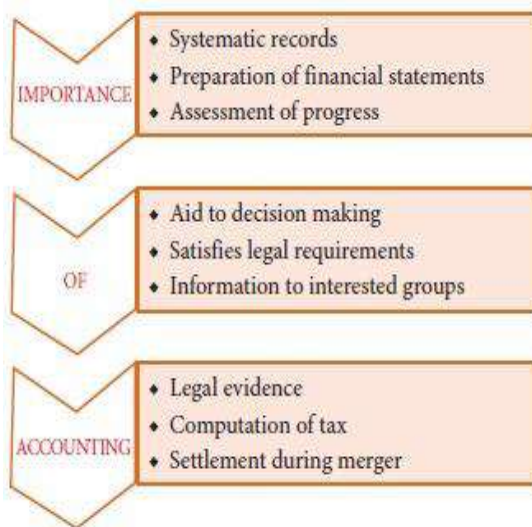 IMPORTANCE
♦ Systematic records
♦ Preparation of financial statements
♦ Assessment of progress
OF
♦ Aid to decision making
♦ Satisfies legal requirements
♦ Information to interested groups
ACCOUNTING
♦ Legal evidence
♦ Computation of tax
♦ Settlement during merger